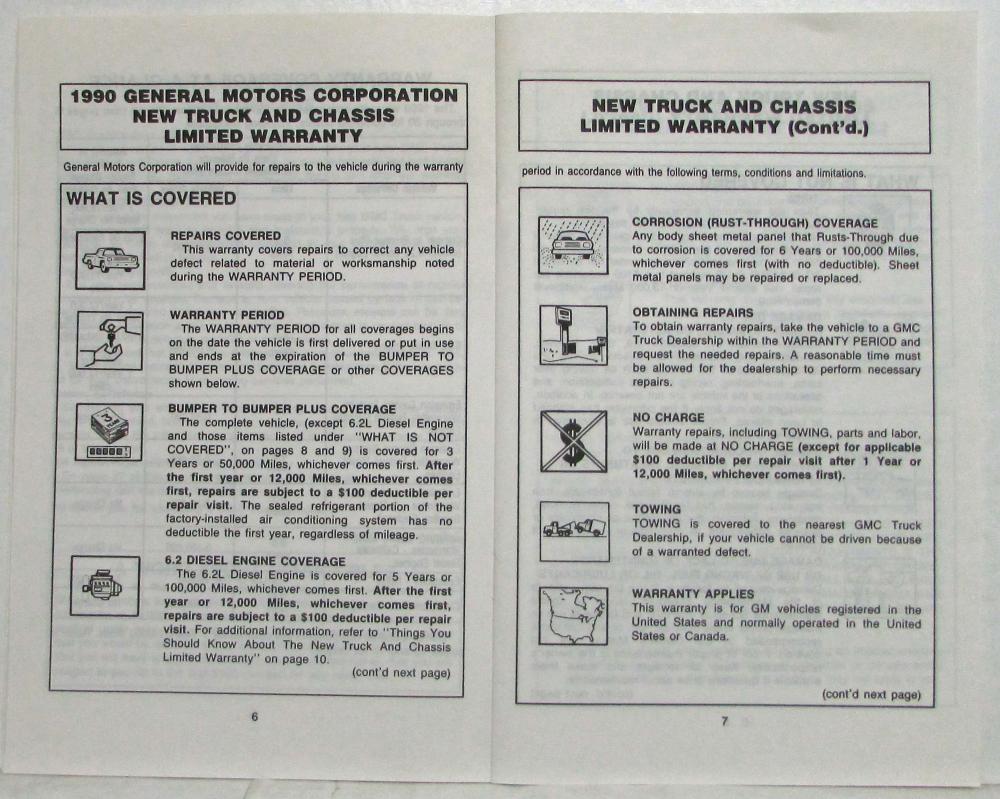 1990 GENERAL MOTORS CORPORATION
NEW TRUCK AND CHASSIS
LIMITED WARRANTY
General Motors Corporation will provide for repairs to the vehicle during the warranty
WHAT IS COVERED
REPAIRS COVERED
This warranty covers repairs to correct any vehicle
defect related to material or worksmanship noted
during the WARRANTY PERIOD.
WARRANTY PERIOD
The WARRANTY PERIOD for all coverages begins
on the date the vehicle is first delivered or put in use
and ends at the expiration of the BUMPER TO
BUMPER PLUS COVERAGE or other COVERAGES
shown below.
BUMPER TO BUMPER PLUS COVERAGE
The complete vehicle, (except 6.2L Diesel Engine
and those items listed under "WHAT IS NOT
COVERED", on pages 8 and 9) is covered for 3
Years or 50,000 Miles, whichever comes first. After
the first year or 12,000 Miles, whichever comes
first, repairs are subject to a $100 deductible per
repair visit. The sealed refrigerant portion of the
factory-installed air conditioning system has no
deductible the first year, regardless of mileage.
6.2 DIESEL ENGINE COVERAGE
The 6.2L Diesel Engine is covered for 5 Years or
100,000 Miles, whichever comes first. After the first
year or 12,000 Miles, whichever comes first,
repairs are subject to a $100 deductible per repair
visit. For additional information, refer to "Things You
Should Know About The New Truck And Chassis
Limited Warranty" on page 10.
(cont'd next page)
6
NEW TRUCK AND CHASSIS
LIMITED WARRANTY (Cont'd.)
period in accordance with the following terms, conditions and limitations.
CORROSION (RUST-THROUGH) COVERAGE
Any body sheet metal panel that Rusts-Through due
to corrosion is covered for 6 Years or 100,000 Miles,
whichever comes first (with no deductible). Sheet
metal panels may be repaired or replaced.
OBTAINING REPAIRS
To obtain warranty repairs, take the vehicle to a GMC
Truck Dealership within the WARRANTY PERIOD and
request the needed repairs. A reasonable time must
be allowed for the dealership to perform necessary
repairs.
NO CHARGE
Warranty repairs, including TOWING, parts and labor,
will be made at NO CHARGE (except for applicable
$100 deductible per repair visit after 1 Year or
12,000 Miles, whichever comes first).
TOWING
TOWING is covered to the nearest GMC Truck
Dealership, if your vehicle cannot be driven because
of a warranted defect.
WARRANTY APPLIES
This warranty is for GM vehicles registered in the
United States and normally operated in the United
States or Canada.
(cont'd next page)
7